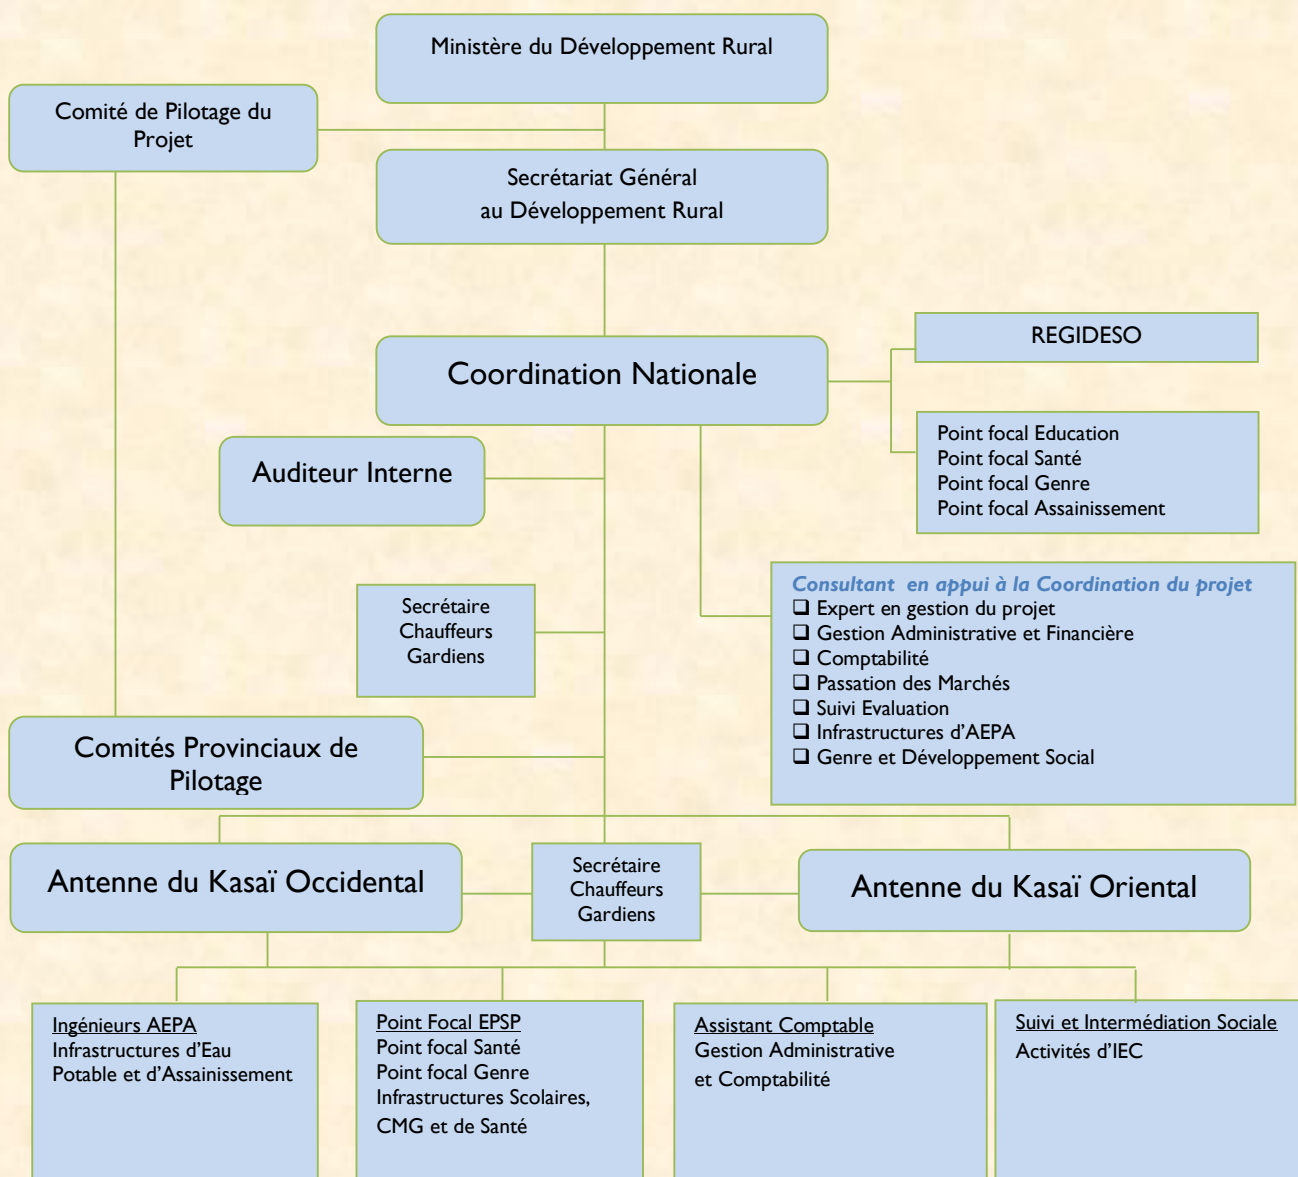 Ministère du Développement Rural
Comité de Pilotage du
Projet
Secrétariat Général
au Développement Rural
Coordination Nationale
REGIDESO
Point focal Education
Point focal Santé
Point focal Genre
Point focal Assainissement
Auditeur Interne
Consultant en appui à la Coordination du projet
❑ Expert en gestion du projet
❑ Gestion Administrative et Financière
❑ Comptabilité
❑ Passation des Marchés
❑ Suivi Evaluation
❑ Infrastructures d’AEPA
❑ Genre et Développement Social
Secrétaire
Chauffeurs
Gardiens
Comités Provinciaux de
Pilotage
Antenne du Kasaï Occidental
Secrétaire
Chauffeurs
Gardiens
Antenne du Kasaï Oriental
Ingénieurs AEPA
Infrastructures d’Eau
Potable et d’Assainissement
Point Focal EPSP
Point focal Santé
Point focal Genre
Infrastructures Scolaires,
CMG et de Santé
Assistant Comptable
Gestion Administrative
et Comptabilité
Suivi et Intermédiation Sociale
Activités d’IEC